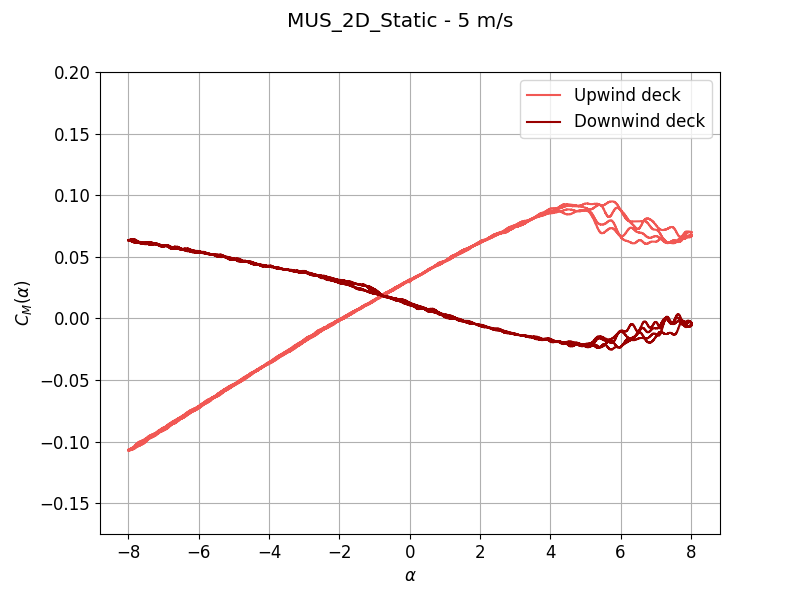 MUS_2D_Static - 5 m/s
Upwind deck
Downwind deck
0.20
0.15
0.10
0.05
0.00
−0.05
−0.10
−0.15
C_M(α)
−8 −6 −4 −2 0 2 4 6 8
α